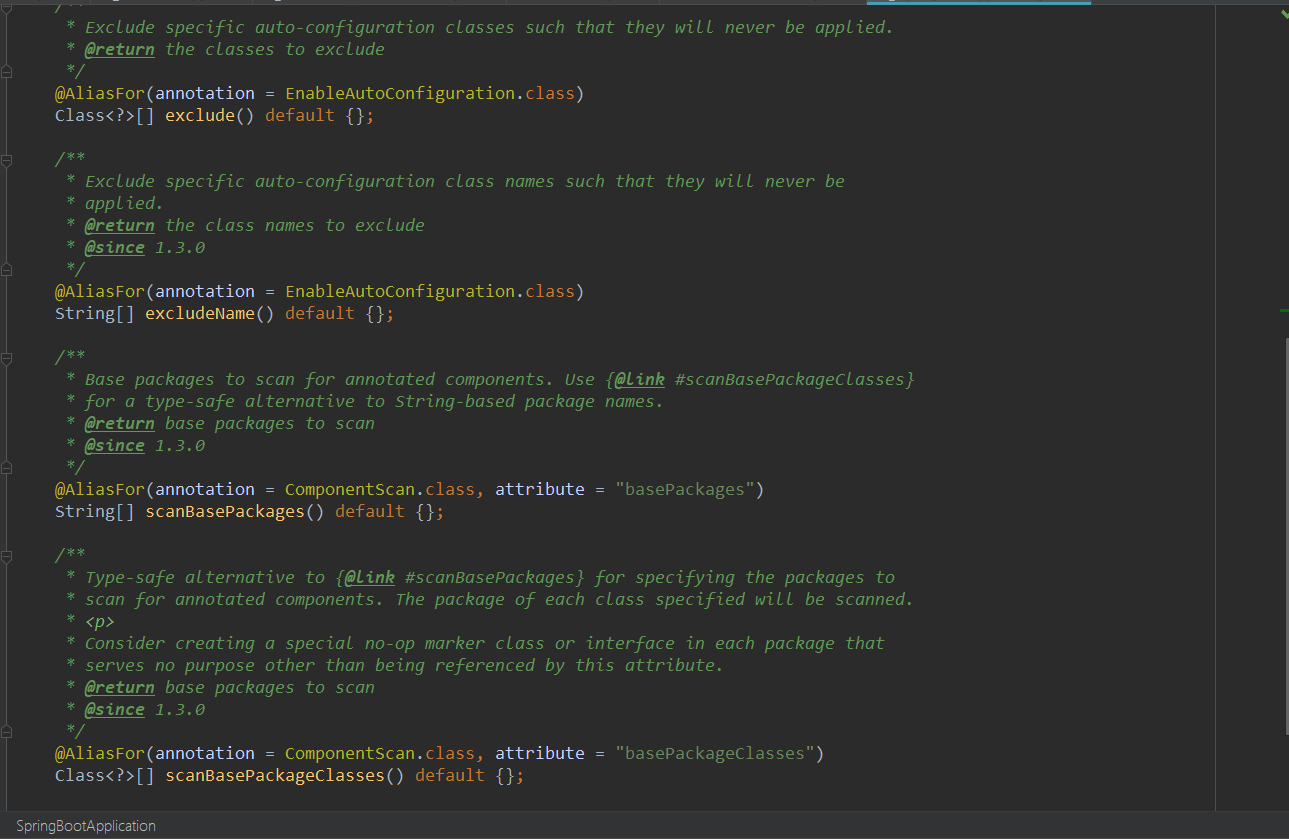 /**
* Exclude specific auto-configuration classes such that they will never be applied.
* @return the classes to exclude
*/
@AliasFor(annotation = EnableAutoConfiguration.class)
Class<?>[] exclude() default {};
/**
* Exclude specific auto-configuration class names such that they will never be
* applied.
* @return the class names to exclude
* @since 1.3.0
*/
@AliasFor(annotation = EnableAutoConfiguration.class)
String[] excludeName() default {};
/**
* Base packages to scan for annotated components. Use {@link #scanBasePackageClasses}
* for a type-safe alternative to String-based package names.
* @return base packages to scan
* @since 1.3.0
*/
@AliasFor(annotation = ComponentScan.class, attribute = "basePackages")
String[] scanBasePackages() default {};
/**
* Type-safe alternative to {@link #scanBasePackages} for specifying the packages to
* scan for annotated components. The package of each class specified will be scanned.
* <p>
* Consider creating a special no-op marker class or interface in each package that
* serves no purpose other than being referenced by this attribute.
* @return base packages to scan
* @since 1.3.0
*/
@AliasFor(annotation = ComponentScan.class, attribute = "basePackageClasses")
Class<?>[] scanBasePackageClasses() default {};
SpringBootApplication